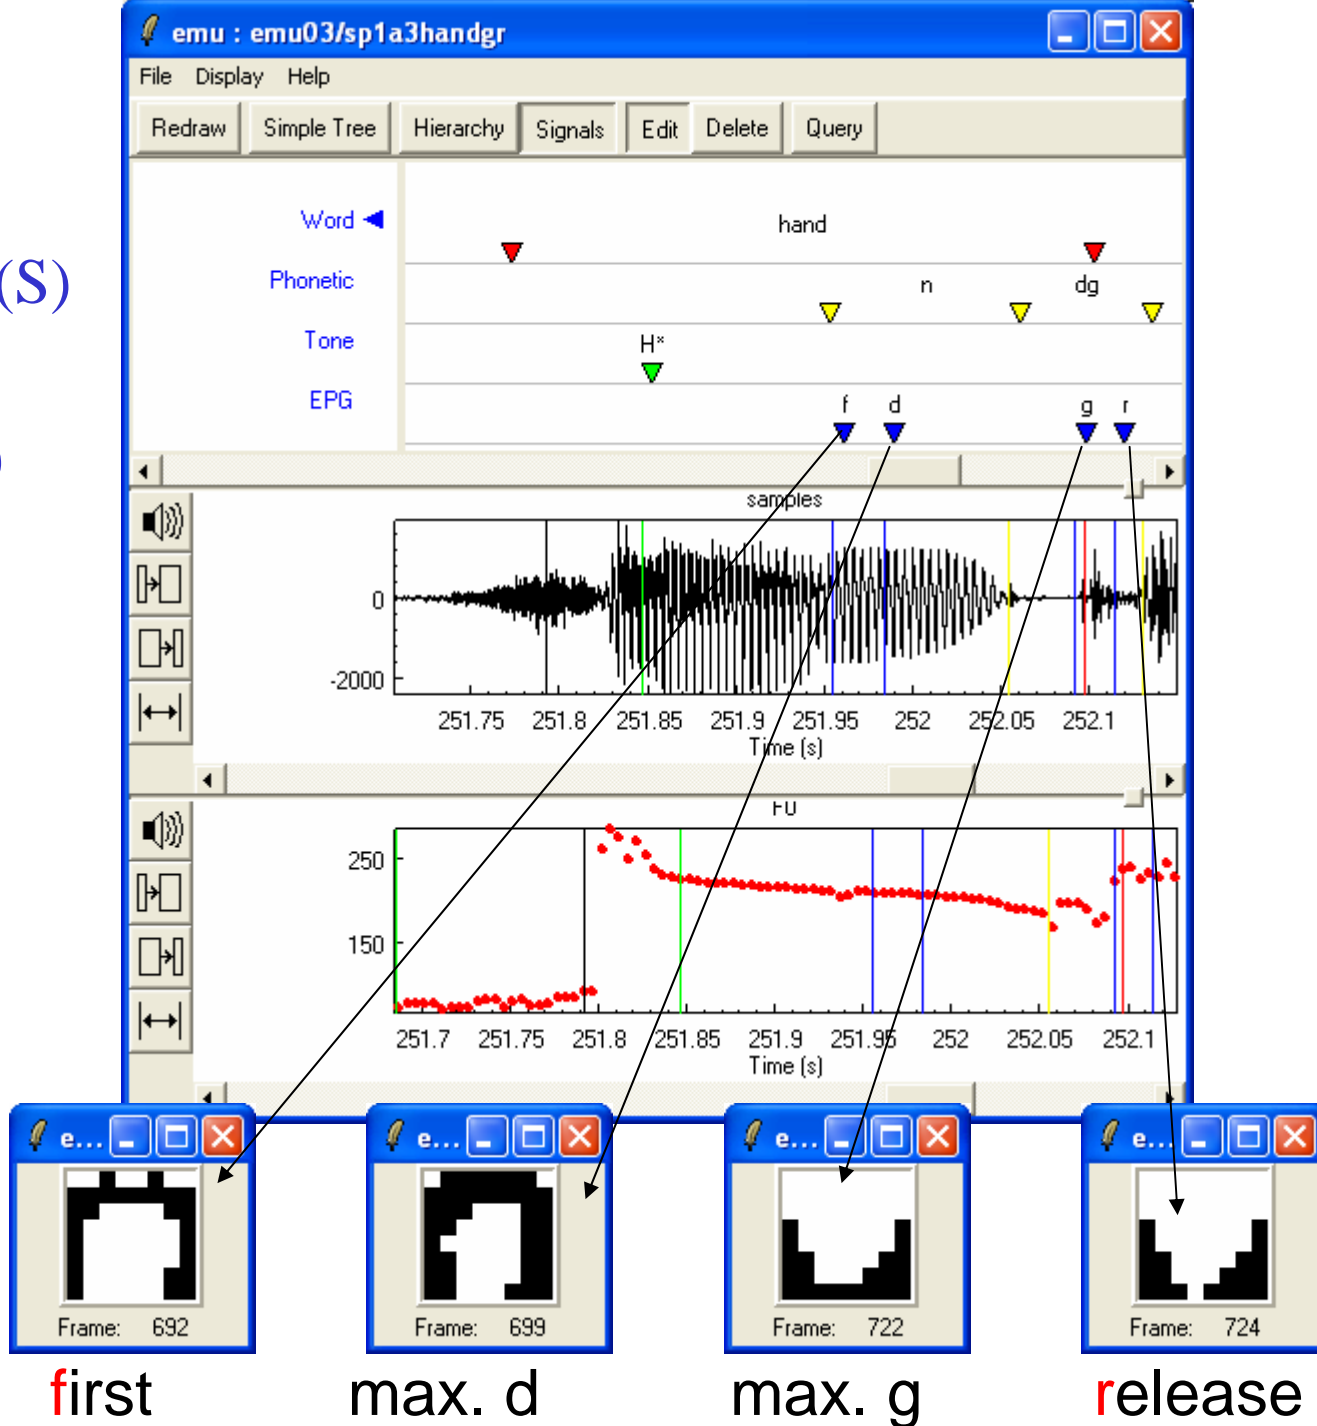 emu : emu03/sp1a3handgr
File Display Help
Redraw Simple Tree Hierarchy Signals Edit Delete Query
Word hand
(S)
Phonetic n dg
Tone H*
EPG f d g r
)
samples
0
-2000
251.75 251.8 251.85 251.9 251.95 252 252.05 252.1
Time (s)
F0
250
150
251.7 251.75 251.8 251.85 251.9 251.95 252 252.05 252.1
Time (s)
e... e... e... e...
Frame: 692 Frame: 699 Frame: 722 Frame: 724
first max. d max. g release